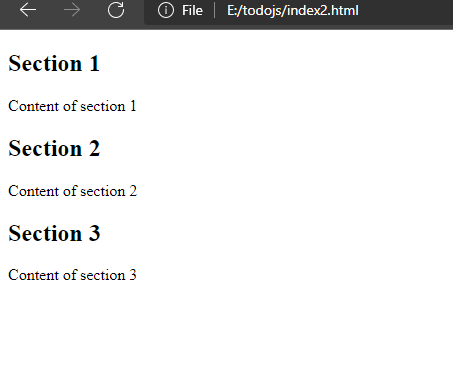 File | E:/todojs/index2.html
Section 1
Content of section 1
Section 2
Content of section 2
Section 3
Content of section 3